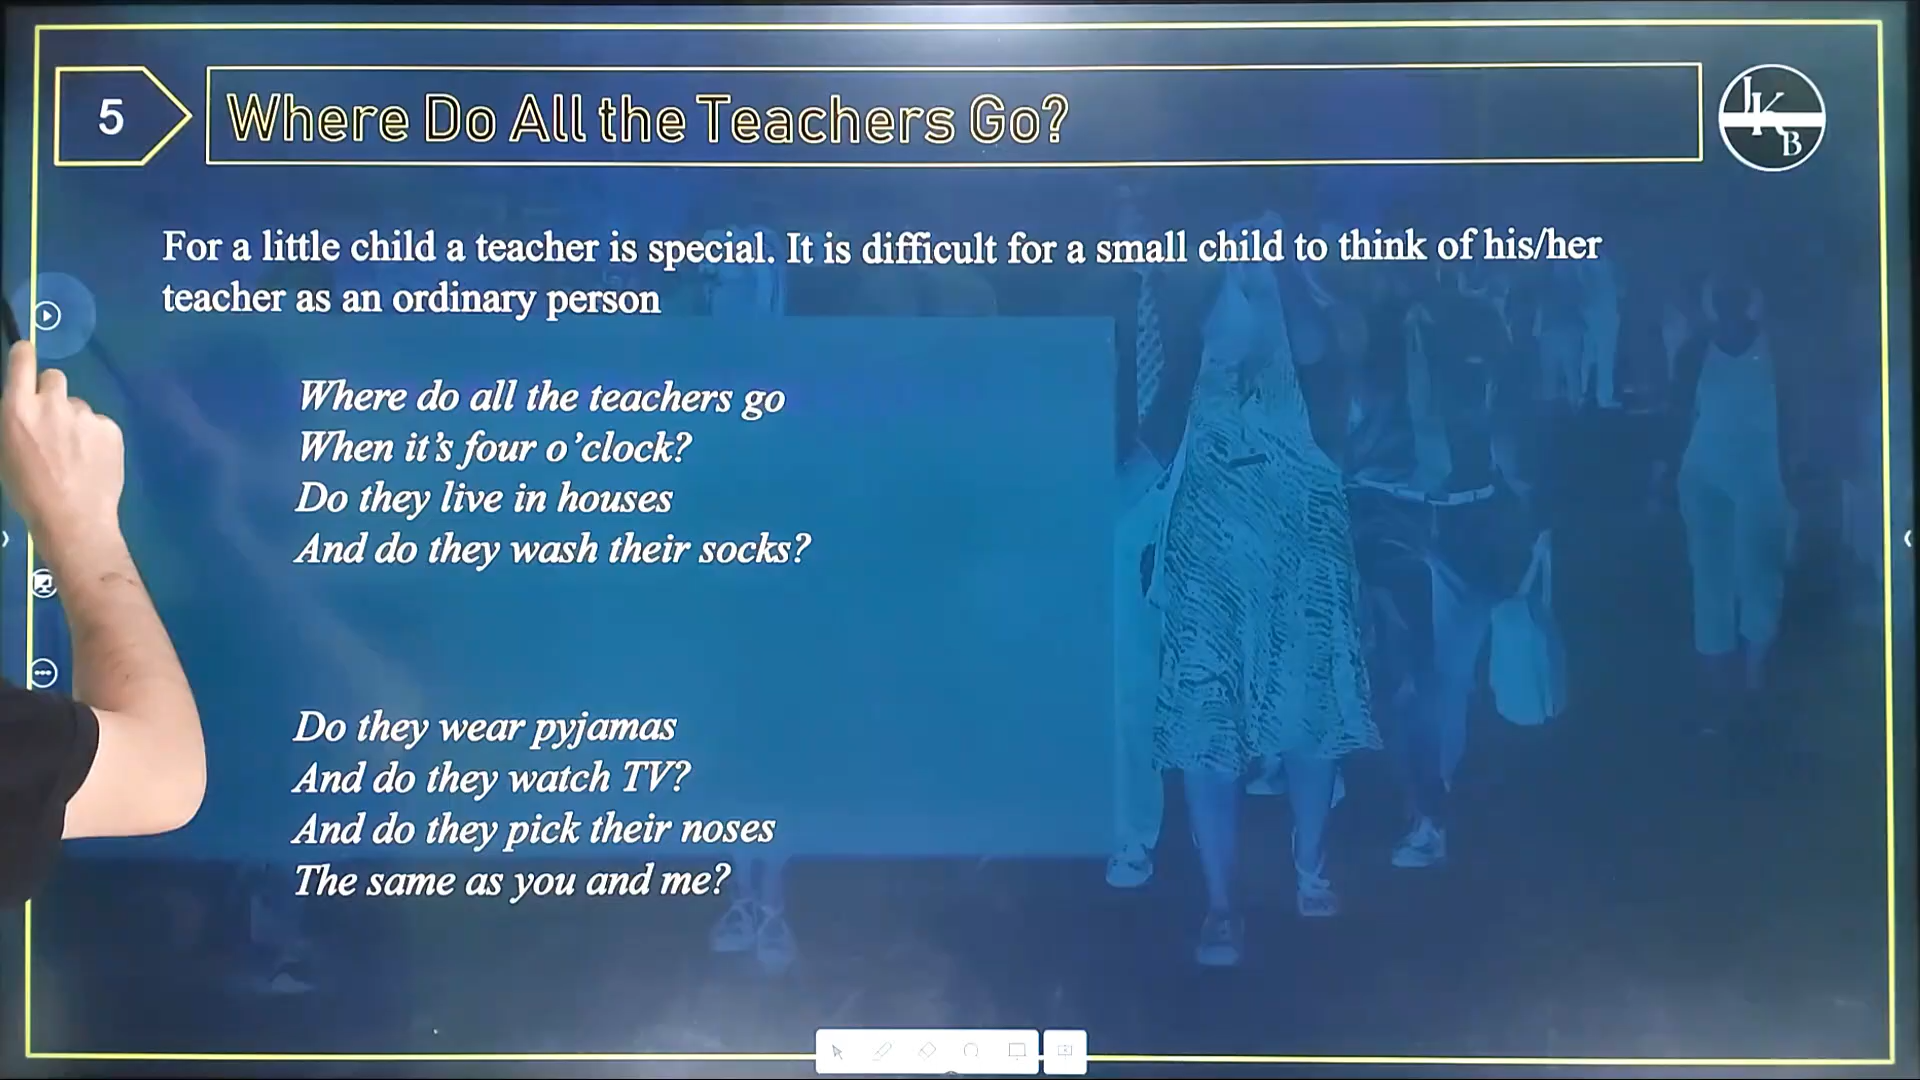 5
Where Do All the Teachers Go?
JKB
For a little child a teacher is special. It is difficult for a small child to think of his/her
teacher as an ordinary person
Where do all the teachers go
When it’s four o’clock?
Do they live in houses
And do they wash their socks?
Do they wear pyjamas
And do they watch TV?
And do they pick their noses
The same as you and me?